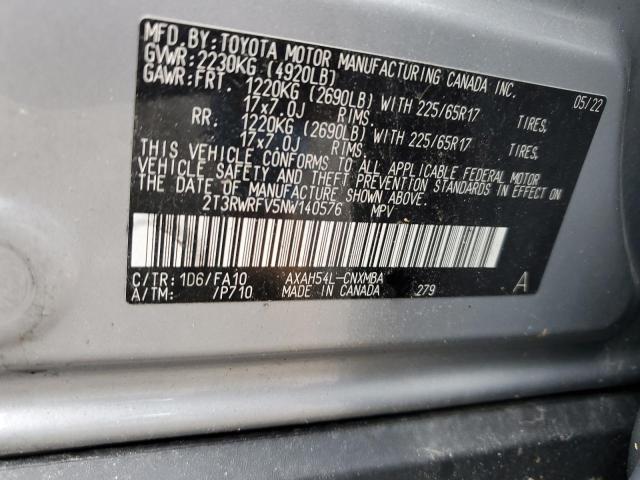 MFD.BY:TOYOTA MOTOR MANUFACTURING CANADA INC.
GVWR:2230KG (4920LB) 05/22
GAWR:FRT. 1220KG (2690LB) WITH 225/65R17 TIRES,
17x7.0J RIMS.
RR. 1220KG (2690LB) WITH 225/65R17 TIRES,
17x7.0J RIMS.
THIS VEHICLE CONFORMS TO ALL APPLICABLE FEDERAL MOTOR
VEHICLE SAFETY AND THEFT PREVENTION STANDARDS IN EFFECT ON
THE DATE OF MANUFACTURE SHOWN ABOVE.
2T3RWRFV5NW140576 MPV
C/TR: 1D6/FA10 AXAH54L-CNXMBA A
A/TM: /P710 MADE IN CANADA 279